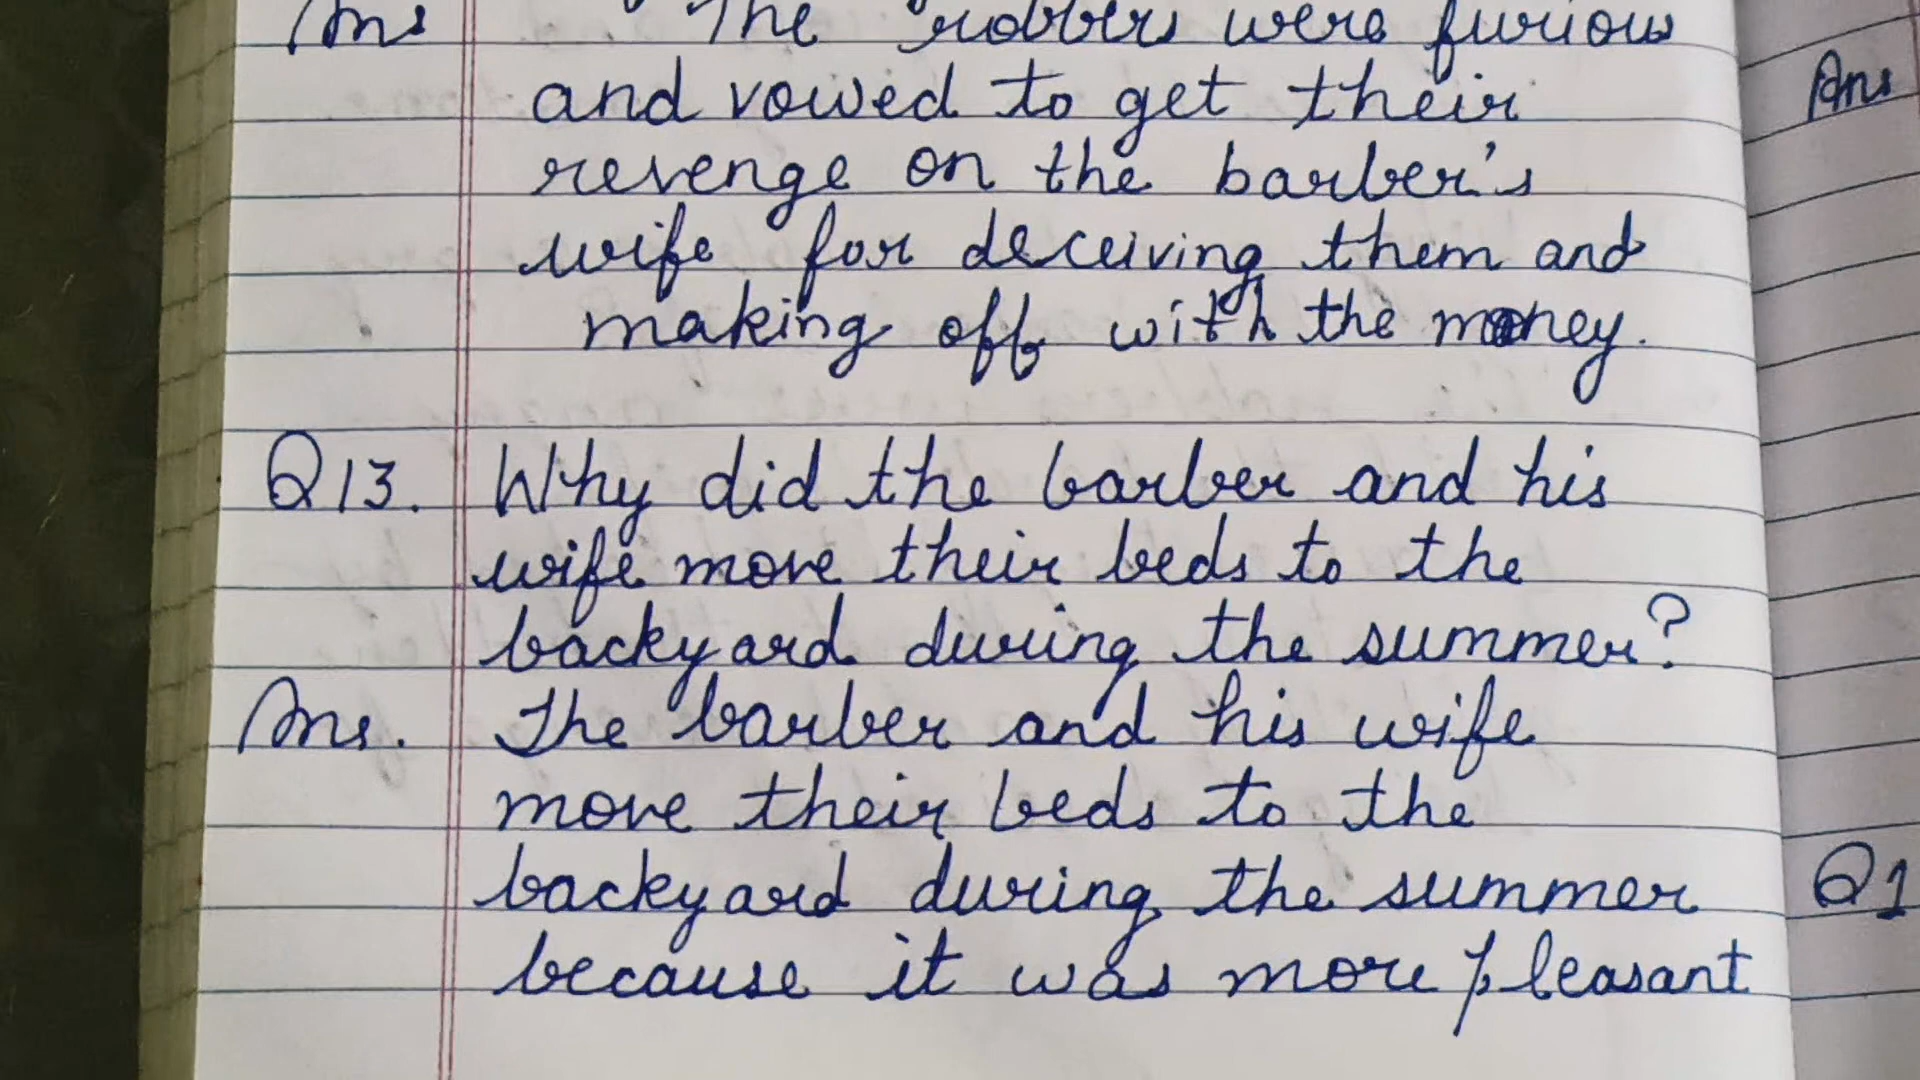 Ans The robbers were furious
and vowed to get their
revenge on the barber's
wife for deceiving them and
making off with the money.
Q13. Why did the barber and his
wife move their beds to the
backyard during the summer?
Ans. The barber and his wife
move their beds to the
backyard during the summer
because it was more pleasant
Ans
Q1